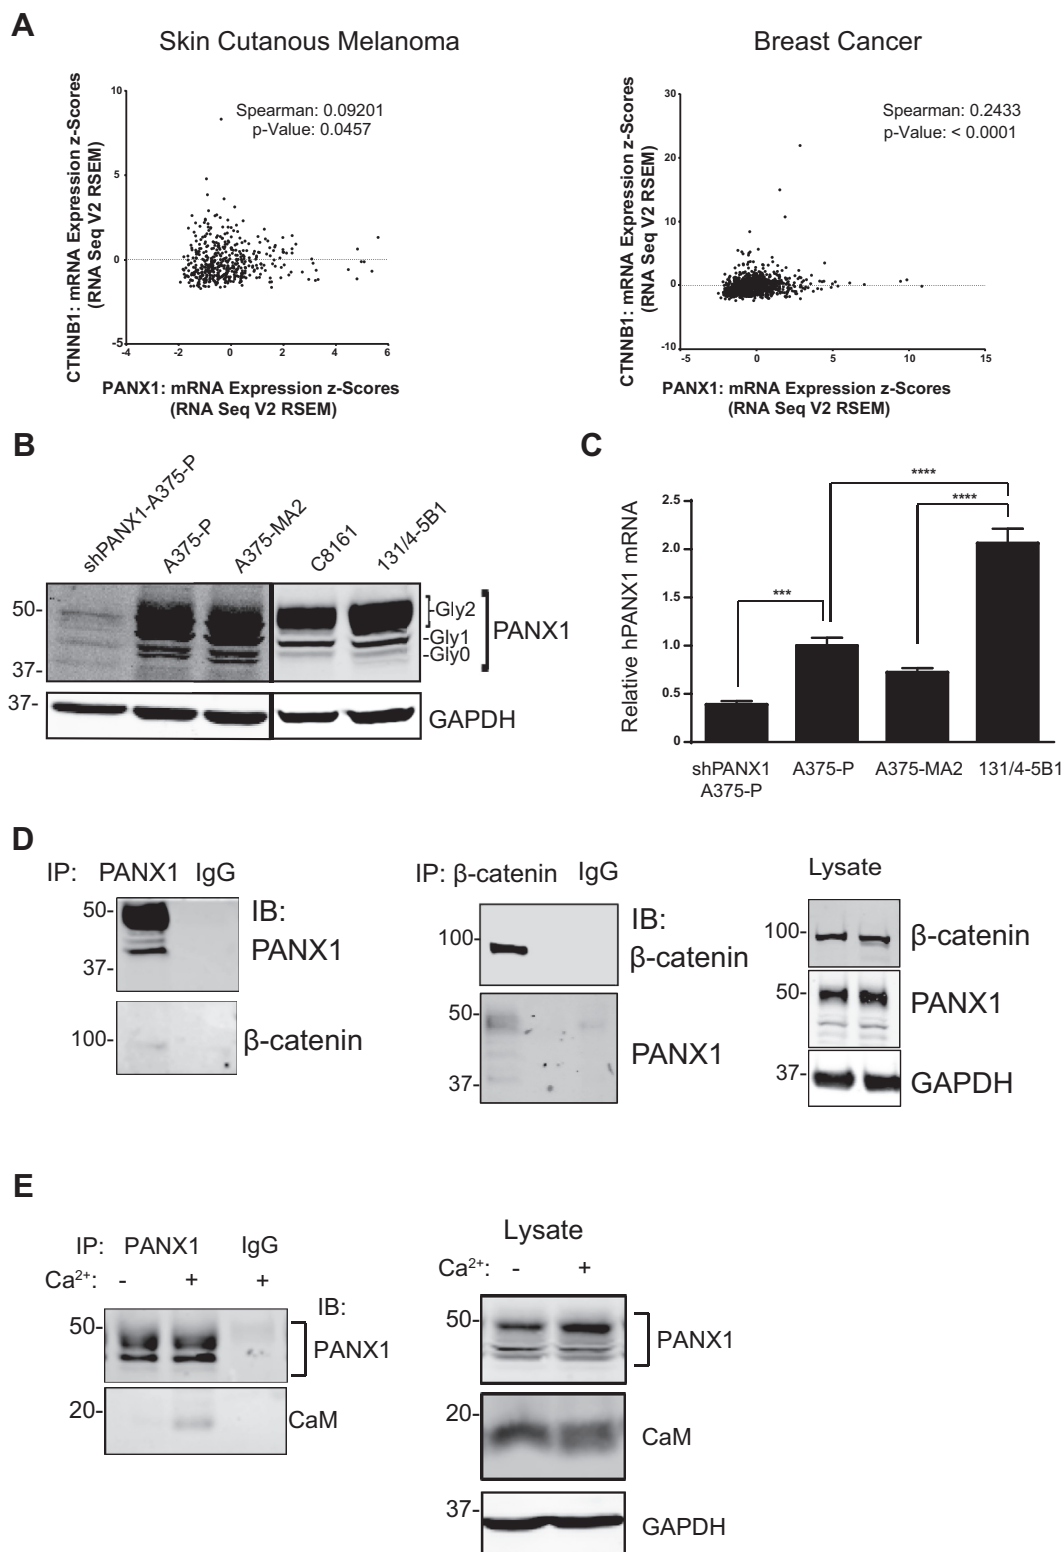 A
Skin Cutanous Melanoma
Breast Cancer
CTNNB1: mRNA Expression z-Scores
(RNA Seq V2 RSEM)
10
5
0
-5
-4
-2
0
2
4
6
Spearman: 0.09201
p-Value: 0.0457
PANX1: mRNA Expression z-Scores
(RNA Seq V2 RSEM)
CTNNB1: mRNA Expression z-Scores
(RNA Seq V2 RSEM)
30
20
10
0
-10
-5
0
5
10
15
Spearman: 0.2433
p-Value: < 0.0001
PANX1: mRNA Expression z-Scores
(RNA Seq V2 RSEM)
B
shPANX1-A375-P
A375-P
A375-MA2
C8161
131/4-5B1
50-
37-
-Gly2
-Gly1
-Gly0
PANX1
37-
GAPDH
C
Relative hPANX1 mRNA
2.5
2.0
1.5
1.0
0.5
0
***
****
****
shPANX1
A375-P
A375-P
A375-MA2
131/4-5B1
D
IP: PANX1 IgG
50-
37-
IB:
PANX1
100-
β-catenin
IP: β-catenin IgG
100-
IB:
β-catenin
50-
37-
PANX1
Lysate
100-
β-catenin
50-
PANX1
37-
GAPDH
E
IP: PANX1 IgG
Ca2+: - + +
IB:
50-
PANX1
20-
CaM
Lysate
Ca2+: - +
50-
PANX1
20-
CaM
37-
GAPDH